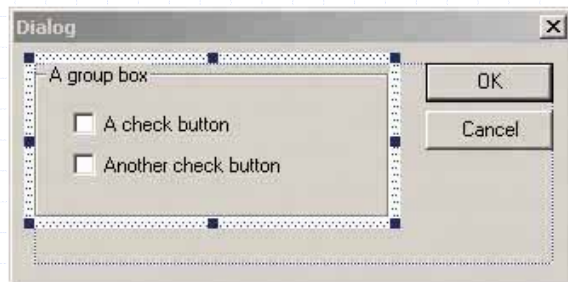 Dialog
A group box
A check button
Another check button
OK
Cancel